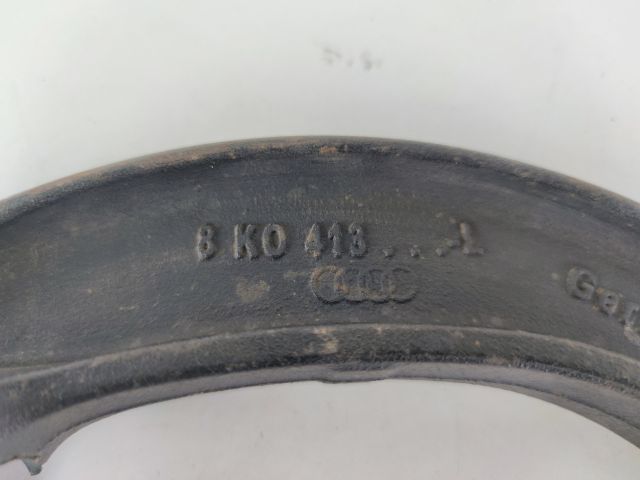 8 K0 413 . . . -L